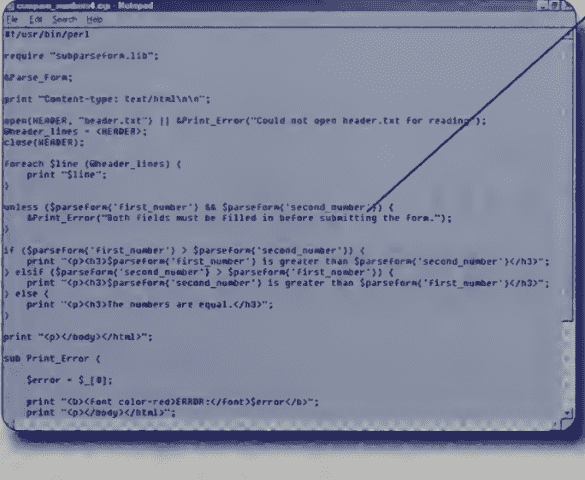 compare_numbers4.cgi - Notepad
File Edit Search Help
#!/usr/bin/perl
require "subparseform.lib";
&Parse_Form;
print "Content-type: text/html\n\n";
open(HEADER, "header.txt") || &Print_Error("Could not open header.txt for reading");
@header_lines = <HEADER>;
close(HEADER);
foreach $line (@header_lines) {
print "$line";
}
unless ($parseform{'first_number'} && $parseform{'second_number'}) {
&Print_Error("Both fields must be filled in before submitting the form.");
}
if ($parseform{'first_number'} > $parseform{'second_number'}) {
print "<p><h3>$parseform{'first_number'} is greater than $parseform{'second_number'}</h3>";
} elsif ($parseform{'second_number'} > $parseform{'first_number'}) {
print "<p><h3>$parseform{'second_number'} is greater than $parseform{'first_number'}</h3>";
} else {
print "<p><h3>The numbers are equal.</h3>";
}
print "<p></body></html>";
sub Print_Error {
$error = $_[0];
print "<b><font color=red>ERROR:</font>$error</b>";
print "<p></body></html>";